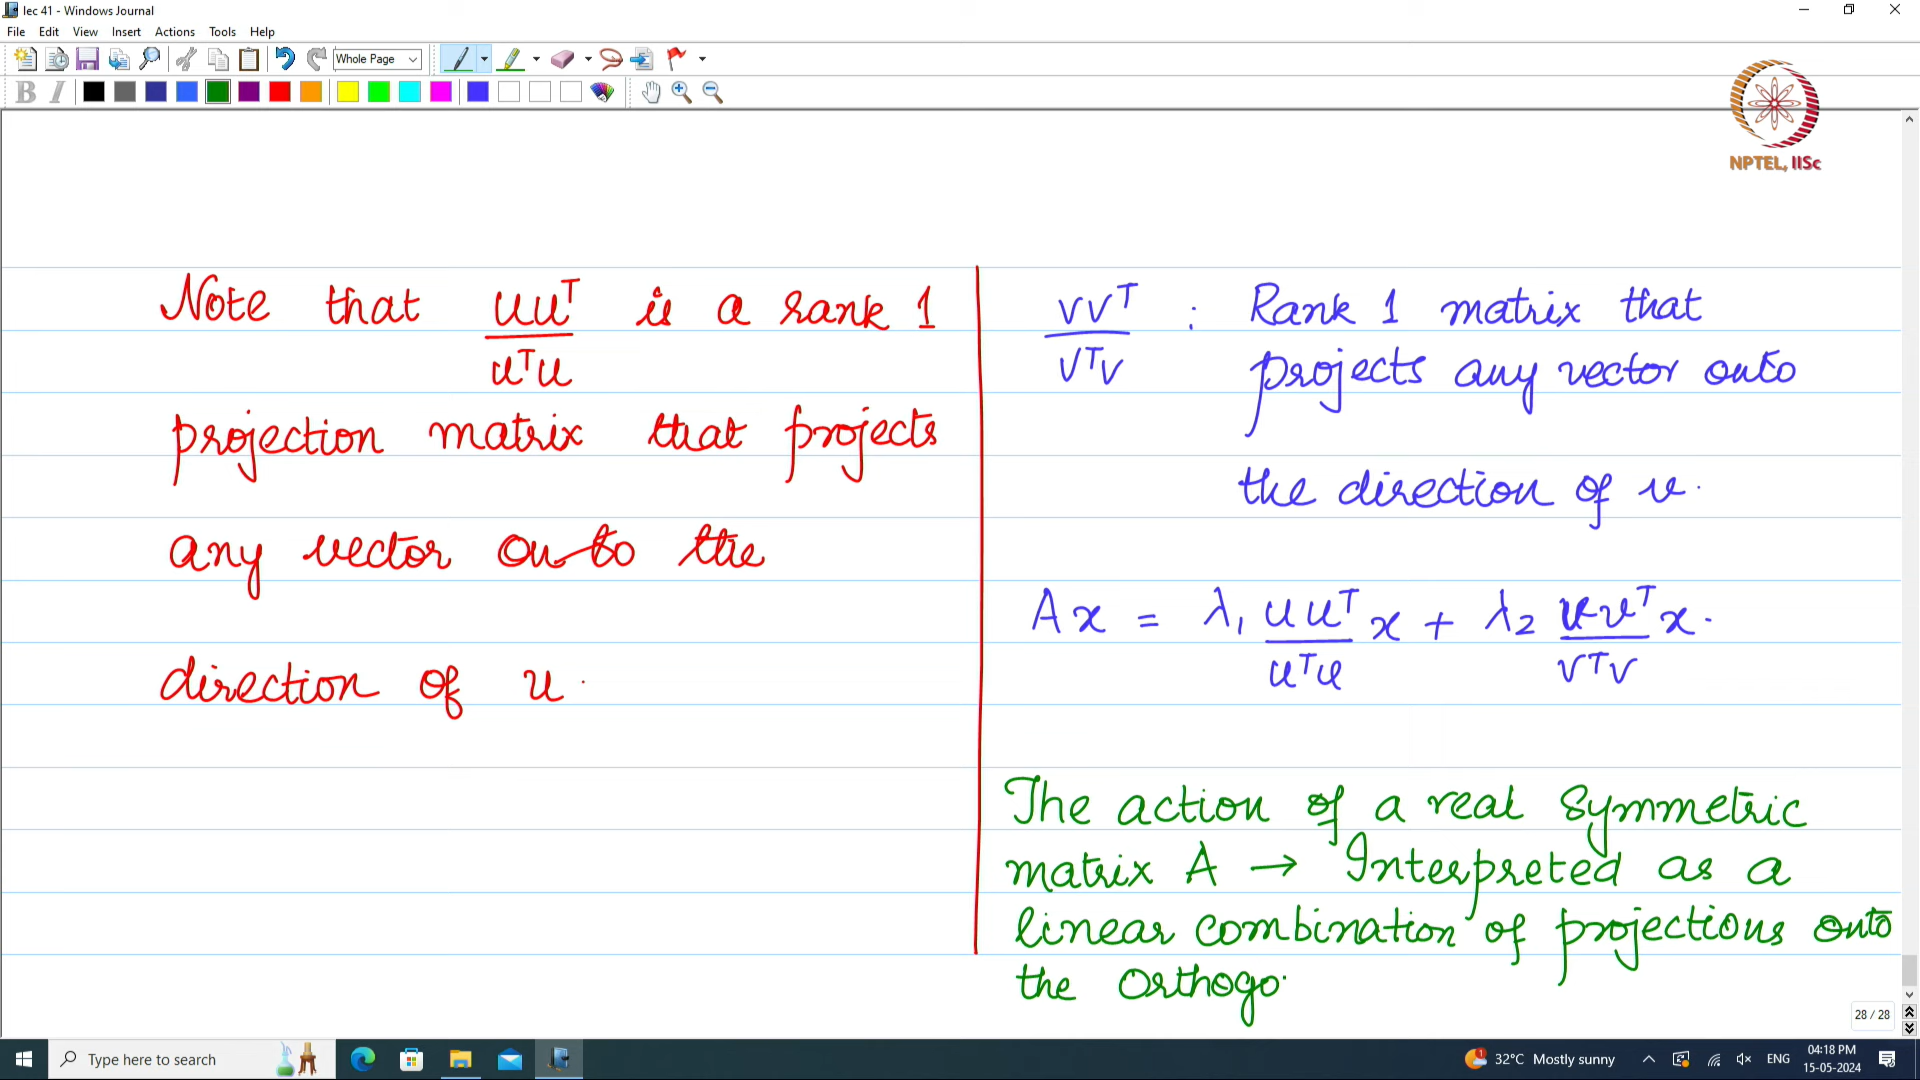 lec 41 - Windows Journal
File Edit View Insert Actions Tools Help
Whole Page
B I
NPTEL, IISc
Note that uu^T / u^T u is a rank 1
projection matrix that projects
any vector onto the
direction of u.
vv^T / v^T v : Rank 1 matrix that
projects any vector onto
the direction of v.
Ax = λ₁ uu^T / u^T u x + λ₂ vv^T / v^T v x.
The action of a real symmetric
matrix A → Interpreted as a
linear combination of projections onto
the orthogo
28 / 28
Type here to search
1
32°C Mostly sunny
ENG
04:18 PM
15-05-2024